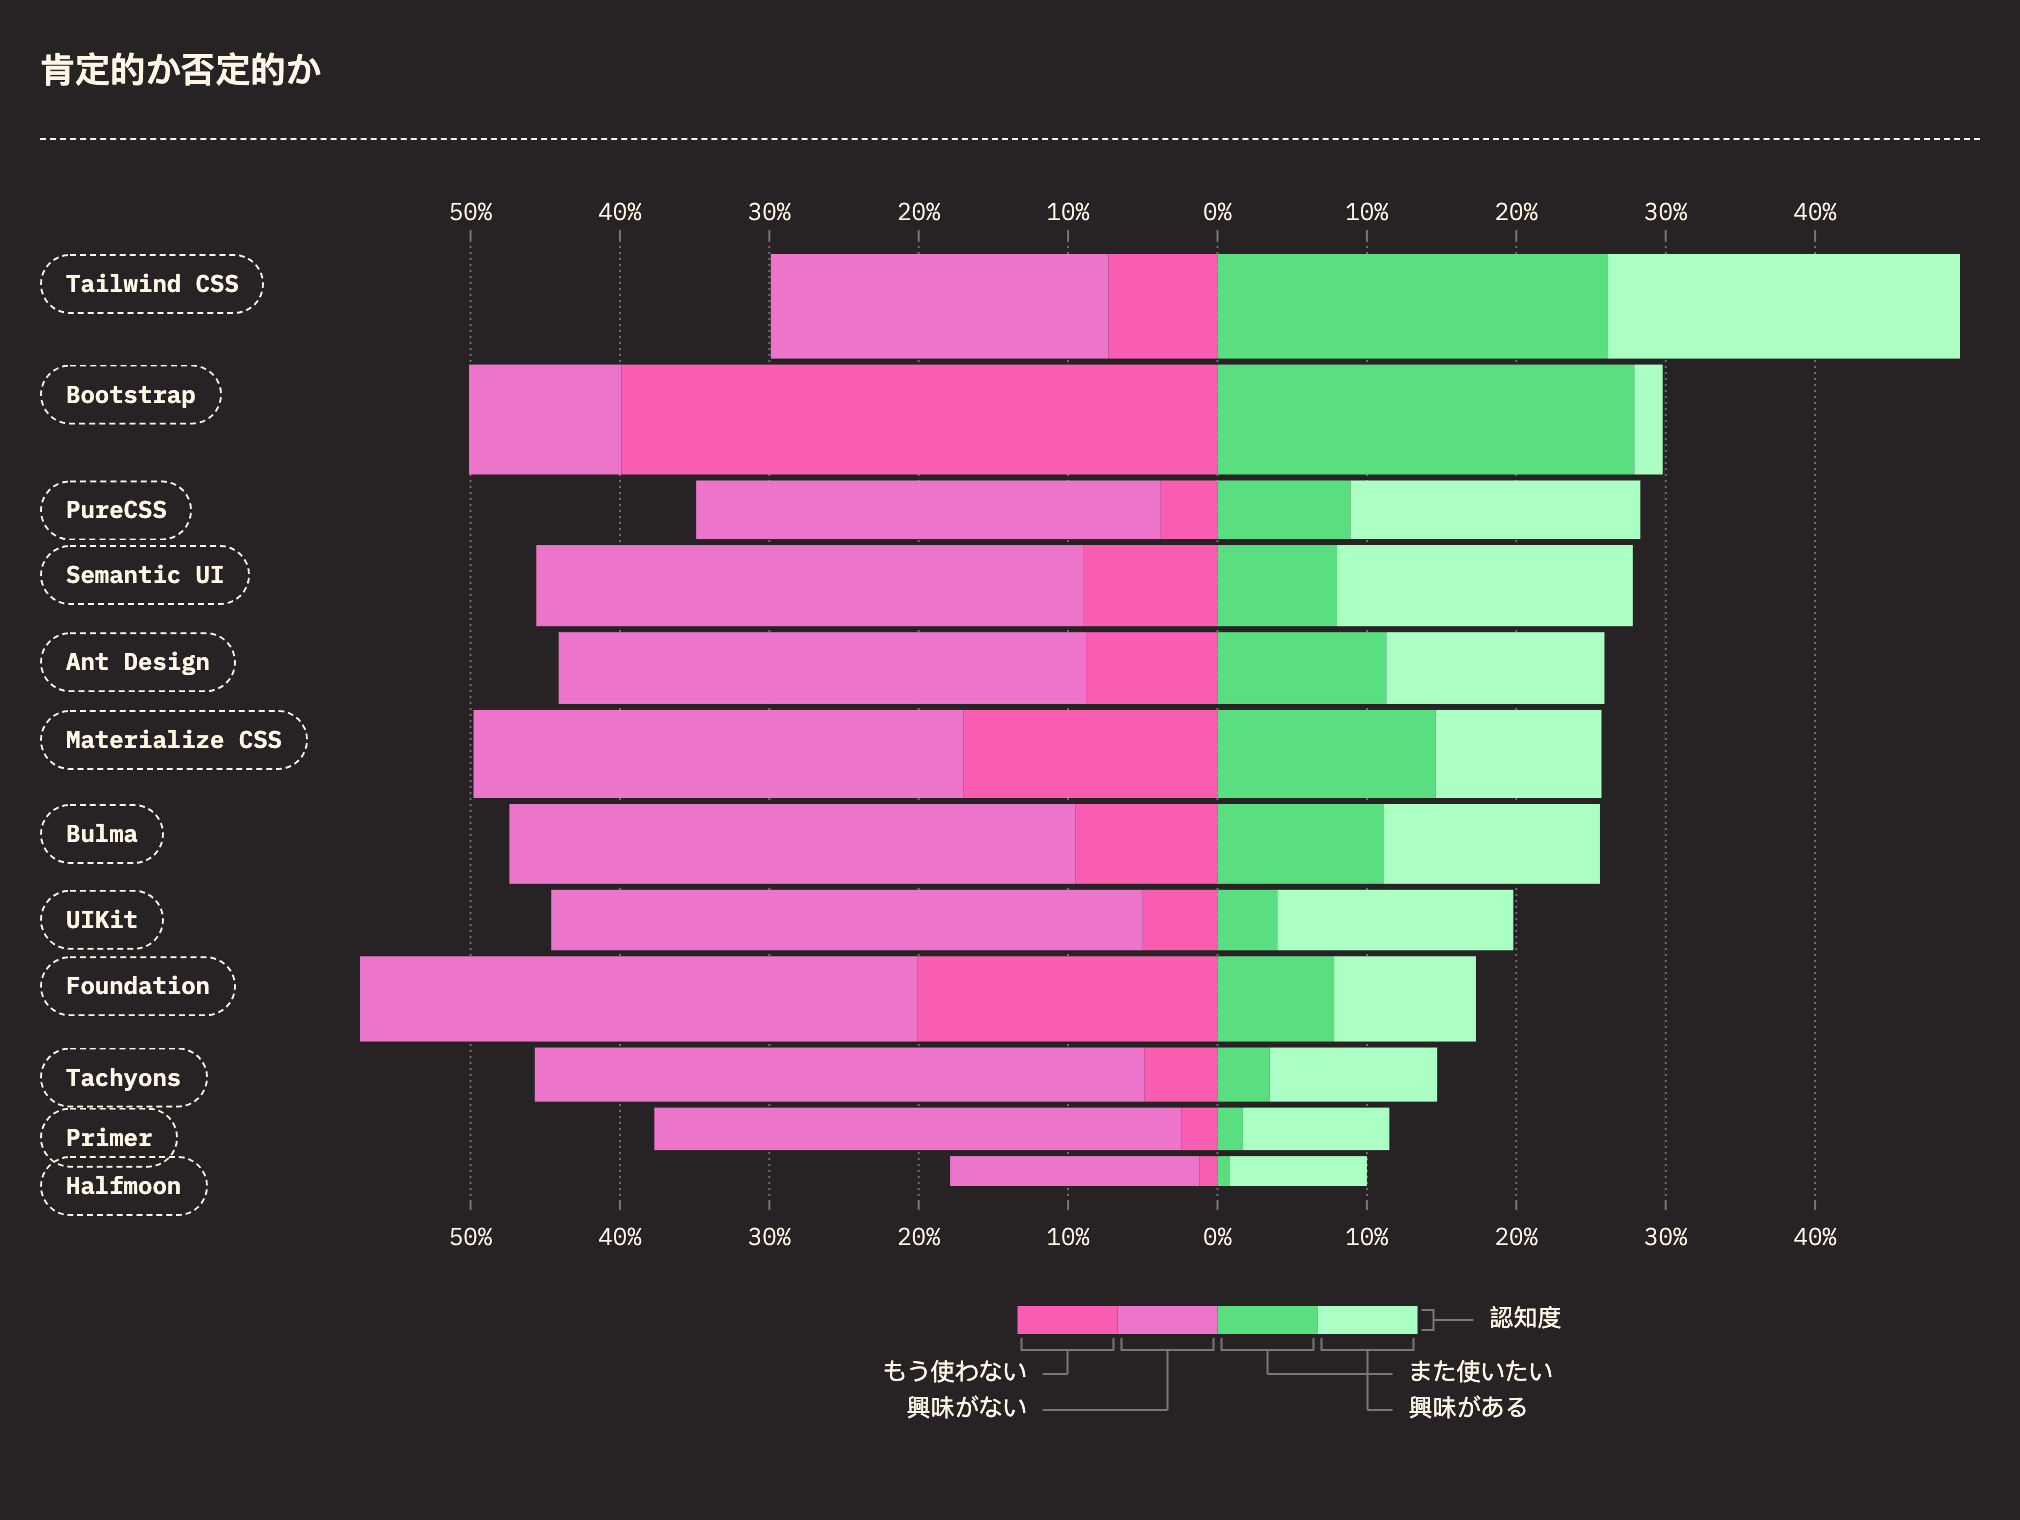 肯定的か否定的か
50% 40% 30% 20% 10% 0% 10% 20% 30% 40%
Tailwind CSS
Bootstrap
PureCSS
Semantic UI
Ant Design
Materialize CSS
Bulma
UIKit
Foundation
Tachyons
Primer
Halfmoon
50% 40% 30% 20% 10% 0% 10% 20% 30% 40%
認知度
もう使わない また使いたい
興味がない 興味がある